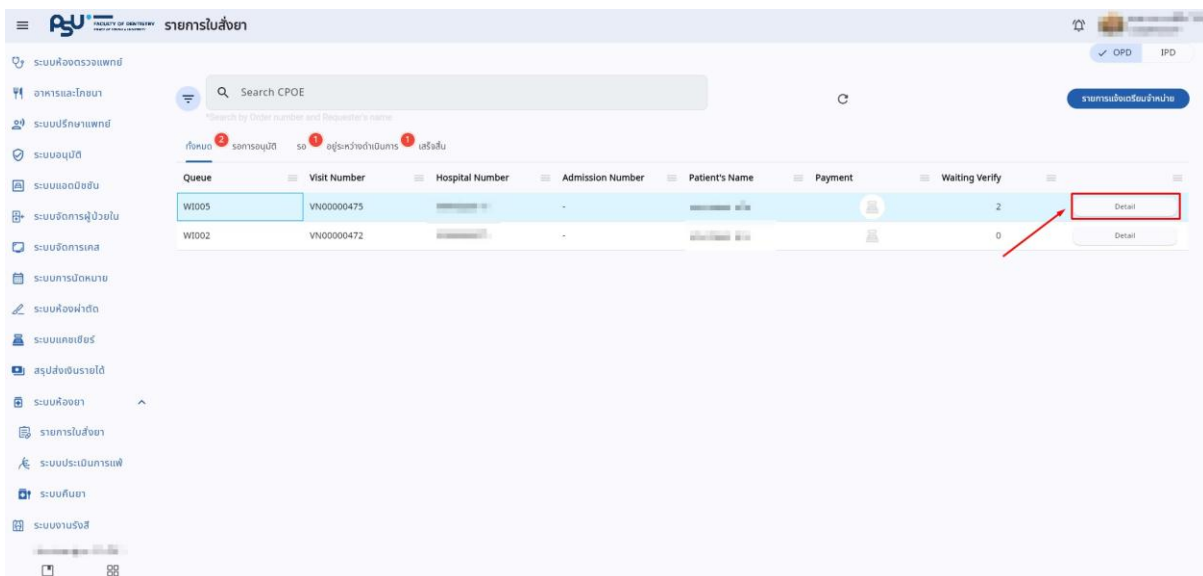 PSU FACULTY OF DENTISTRY รายการใบสั่งยา
OPD IPD
ระบบห้องตรวจแพทย์
อาหารและโภชนา
Search CPOE
รายการแจ้งเตรียมจำหน่าย
*Search by Order number and Requester's name
ระบบปรึกษาแพทย์
ทั้งหมด 2 รอการอนุมัติ รอ 1 อยู่ระหว่างดำเนินการ 1 เสร็จสิ้น
ระบบอนุมัติ
Queue Visit Number Hospital Number Admission Number Patient's Name Payment Waiting Verify
ระบบแอดมิชชัน
WI005 VN00000475 - 2 Detail
ระบบจัดการผู้ป่วยใน
WI002 VN00000472 - 0 Detail
ระบบจัดการเคส
ระบบการนัดหมาย
ระบบห้องผ่าตัด
ระบบแคชเชียร์
สรุปส่งเงินรายได้
ระบบห้องยา
รายการใบสั่งยา
ระบบประเมินการแพ้
ระบบคืนยา
ระบบงานรังสี